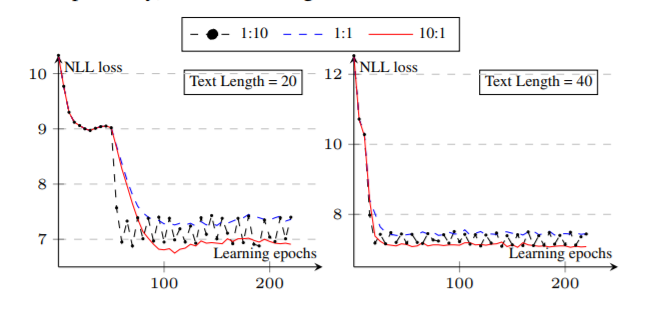 1:10 1:1 10:1
NLL loss
Text Length = 20
10
9
8
7
Learning epochs
100 200
NLL loss
Text Length = 40
12
10
8
Learning epochs
100 200